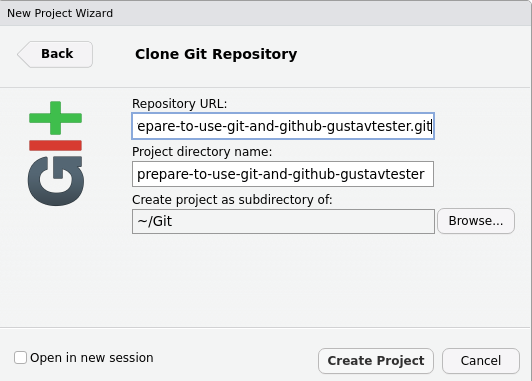 New Project Wizard
Back
Clone Git Repository
Repository URL:
epare-to-use-git-and-github-gustavtester.git
Project directory name:
prepare-to-use-git-and-github-gustavtester
Create project as subdirectory of:
~/Git
Browse...
GIt
Open in new session
Create Project
Cancel